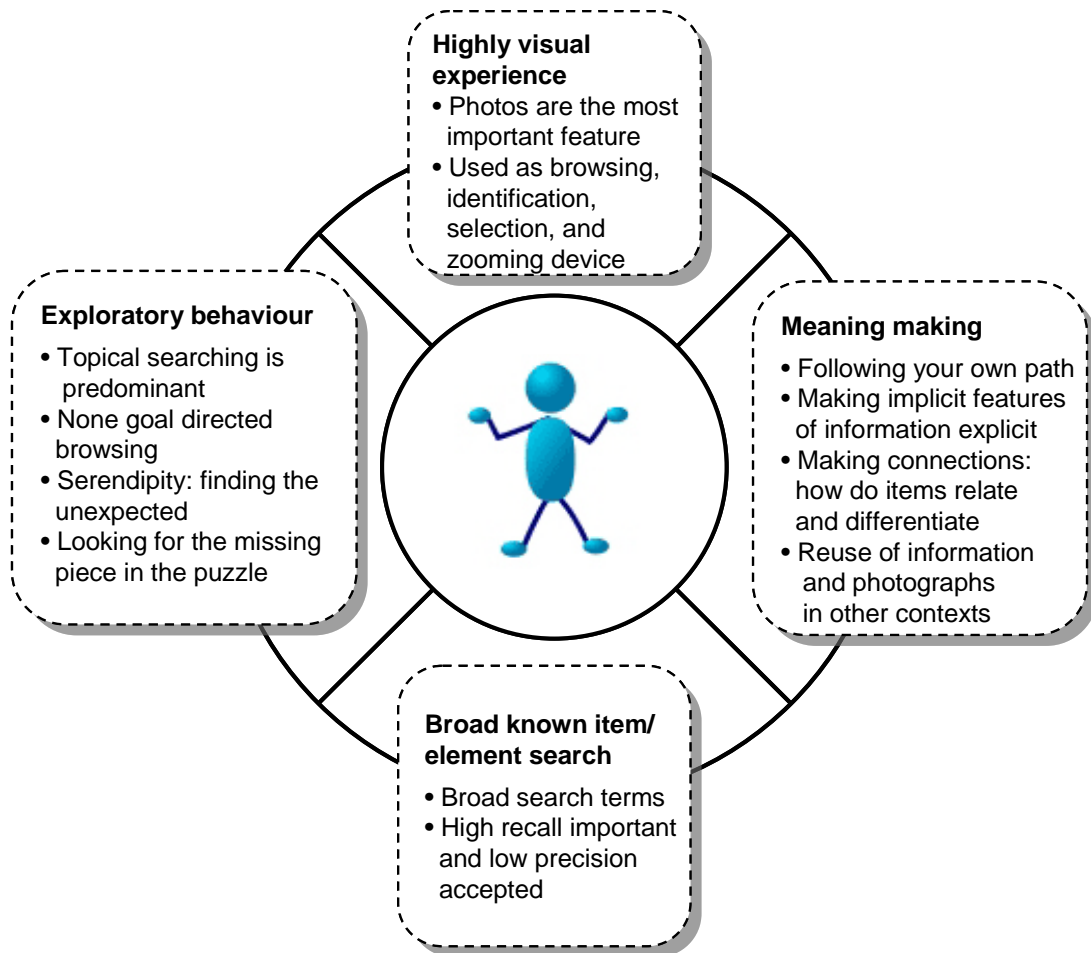 Highly visual
experience
• Photos are the most
important feature
• Used as browsing,
identification,
selection, and
zooming device
Exploratory behaviour
• Topical searching is
predominant
• None goal directed
browsing
• Serendipity: finding the
unexpected
• Looking for the missing
piece in the puzzle
Meaning making
• Following your own path
• Making implicit features
of information explicit
• Making connections:
how do items relate
and differentiate
• Reuse of information
and photographs
in other contexts
Broad known item/
element search
• Broad search terms
• High recall important
and low precision
accepted